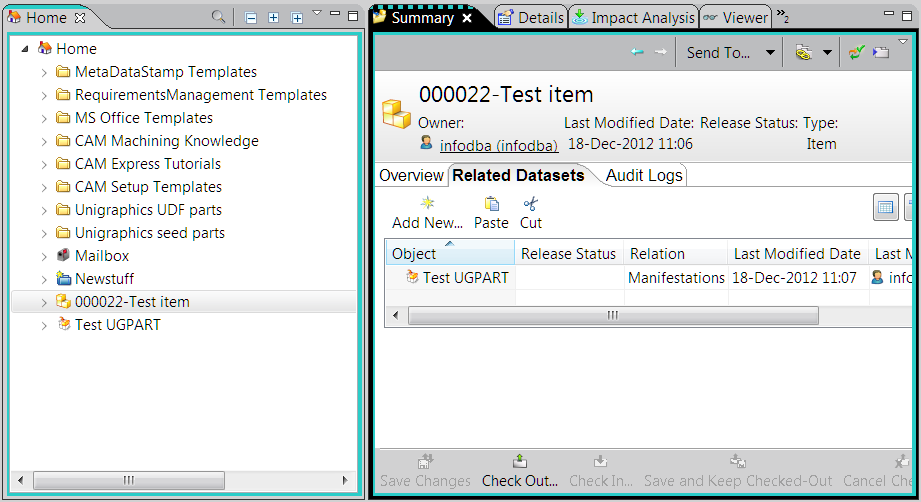 Home
Home
MetaDataStamp Templates
RequirementsManagement Templates
MS Office Templates
CAM Machining Knowledge
CAM Express Tutorials
CAM Setup Templates
Unigraphics UDF parts
Unigraphics seed parts
Mailbox
Newstuff
000022-Test item
Test UGPART
Summary Details Impact Analysis Viewer »2
Send To...
000022-Test item
Owner: Last Modified Date: Release Status: Type:
infodba (infodba) 18-Dec-2012 11:06 Item
Overview Related Datasets Audit Logs
Add New... Paste Cut
Object Release Status Relation Last Modified Date Last M
Test UGPART Manifestations 18-Dec-2012 11:07 info
Save Changes Check Out... Check In... Save and Keep Checked-Out Cancel Che